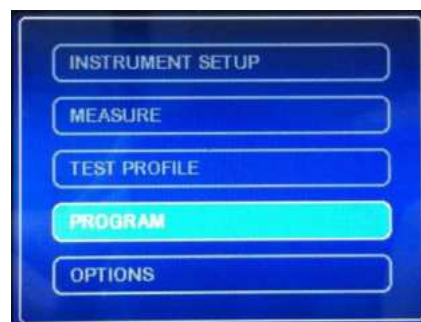 INSTRUMENT SETUP
MEASURE
TEST PROFILE
PROGRAM
OPTIONS